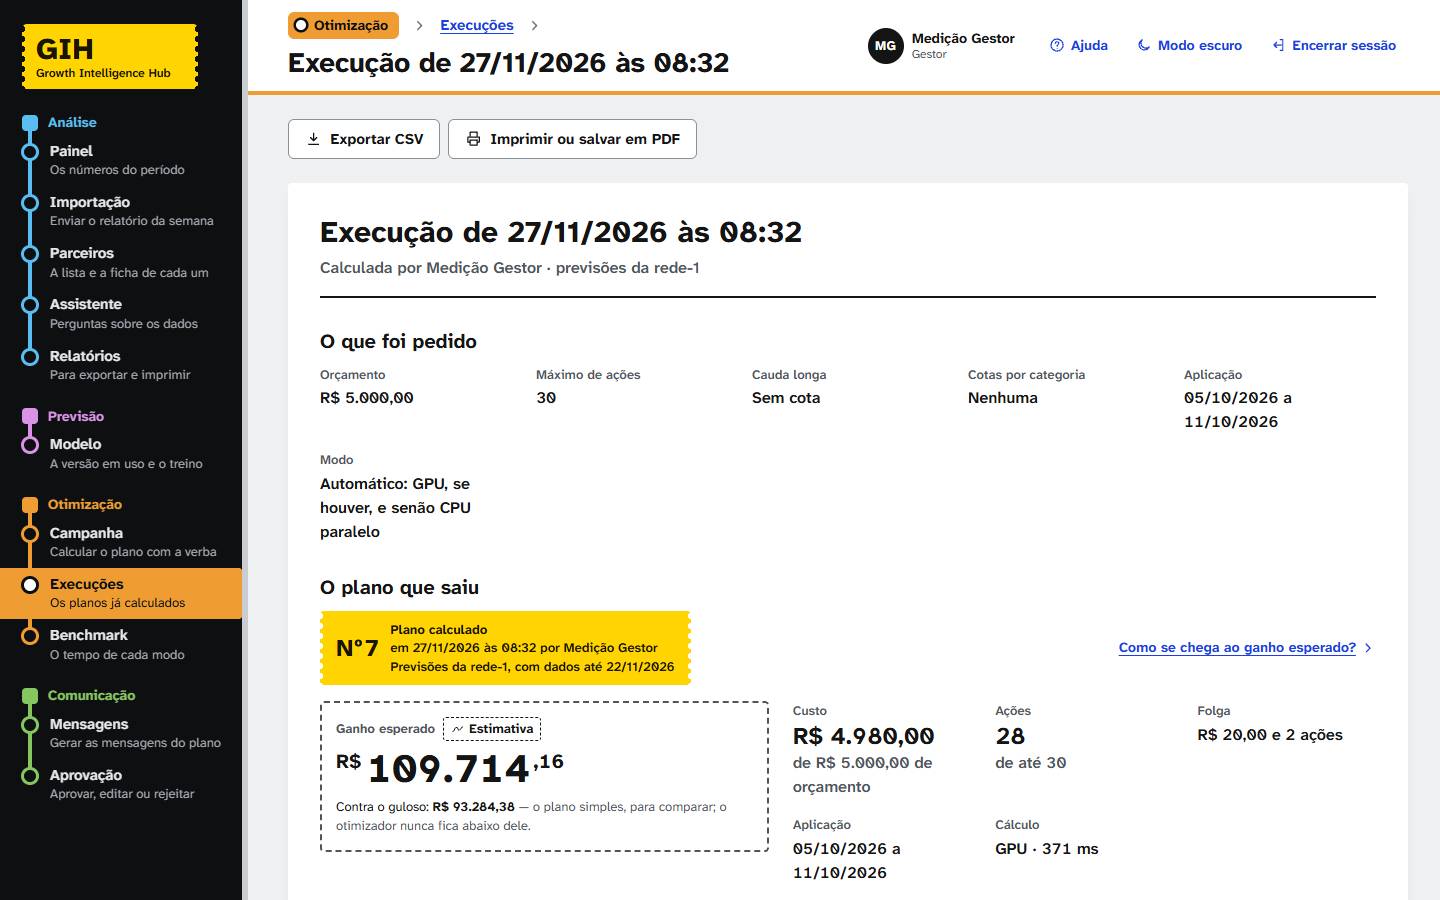 GIH
Growth Intelligence Hub
Análise
Painel
Os números do período
Importação
Enviar o relatório da semana
Parceiros
A lista e a ficha de cada um
Assistente
Perguntas sobre os dados
Relatórios
Para exportar e imprimir
Previsão
Modelo
A versão em uso e o treino
Otimização
Campanha
Calcular o plano com a verba
Execuções
Os planos já calculados
Benchmark
O tempo de cada modo
Comunicação
Mensagens
Gerar as mensagens do plano
Aprovação
Aprovar, editar ou rejeitar
Otimização
Execuções
Execução de 27/11/2026 às 08:32
MG
Medição Gestor
Gestor
Ajuda
Modo escuro
Encerrar sessão
Exportar CSV
Imprimir ou salvar em PDF
Execução de 27/11/2026 às 08:32
Calculada por Medição Gestor · previsões da rede-1
O que foi pedido
Orçamento
R$ 5.000,00
Máximo de ações
30
Cauda longa
Sem cota
Cotas por categoria
Nenhuma
Aplicação
05/10/2026 a
11/10/2026
Modo
Automático: GPU, se
houver, e senão CPU
paralelo
O plano que saiu
Nº7
Plano calculado
em 27/11/2026 às 08:32 por Medição Gestor
Previsões da rede-1, com dados até 22/11/2026
Como se chega ao ganho esperado?
Ganho esperado
Estimativa
R$ 109.714,16
Contra o guloso: R$ 93.284,38 — o plano simples, para comparar; o
otimizador nunca fica abaixo dele.
Custo
R$ 4.980,00
de R$ 5.000,00 de
orçamento
Ações
28
de até 30
Folga
R$ 20,00 e 2 ações
Aplicação
05/10/2026 a
11/10/2026
Cálculo
GPU · 371 ms